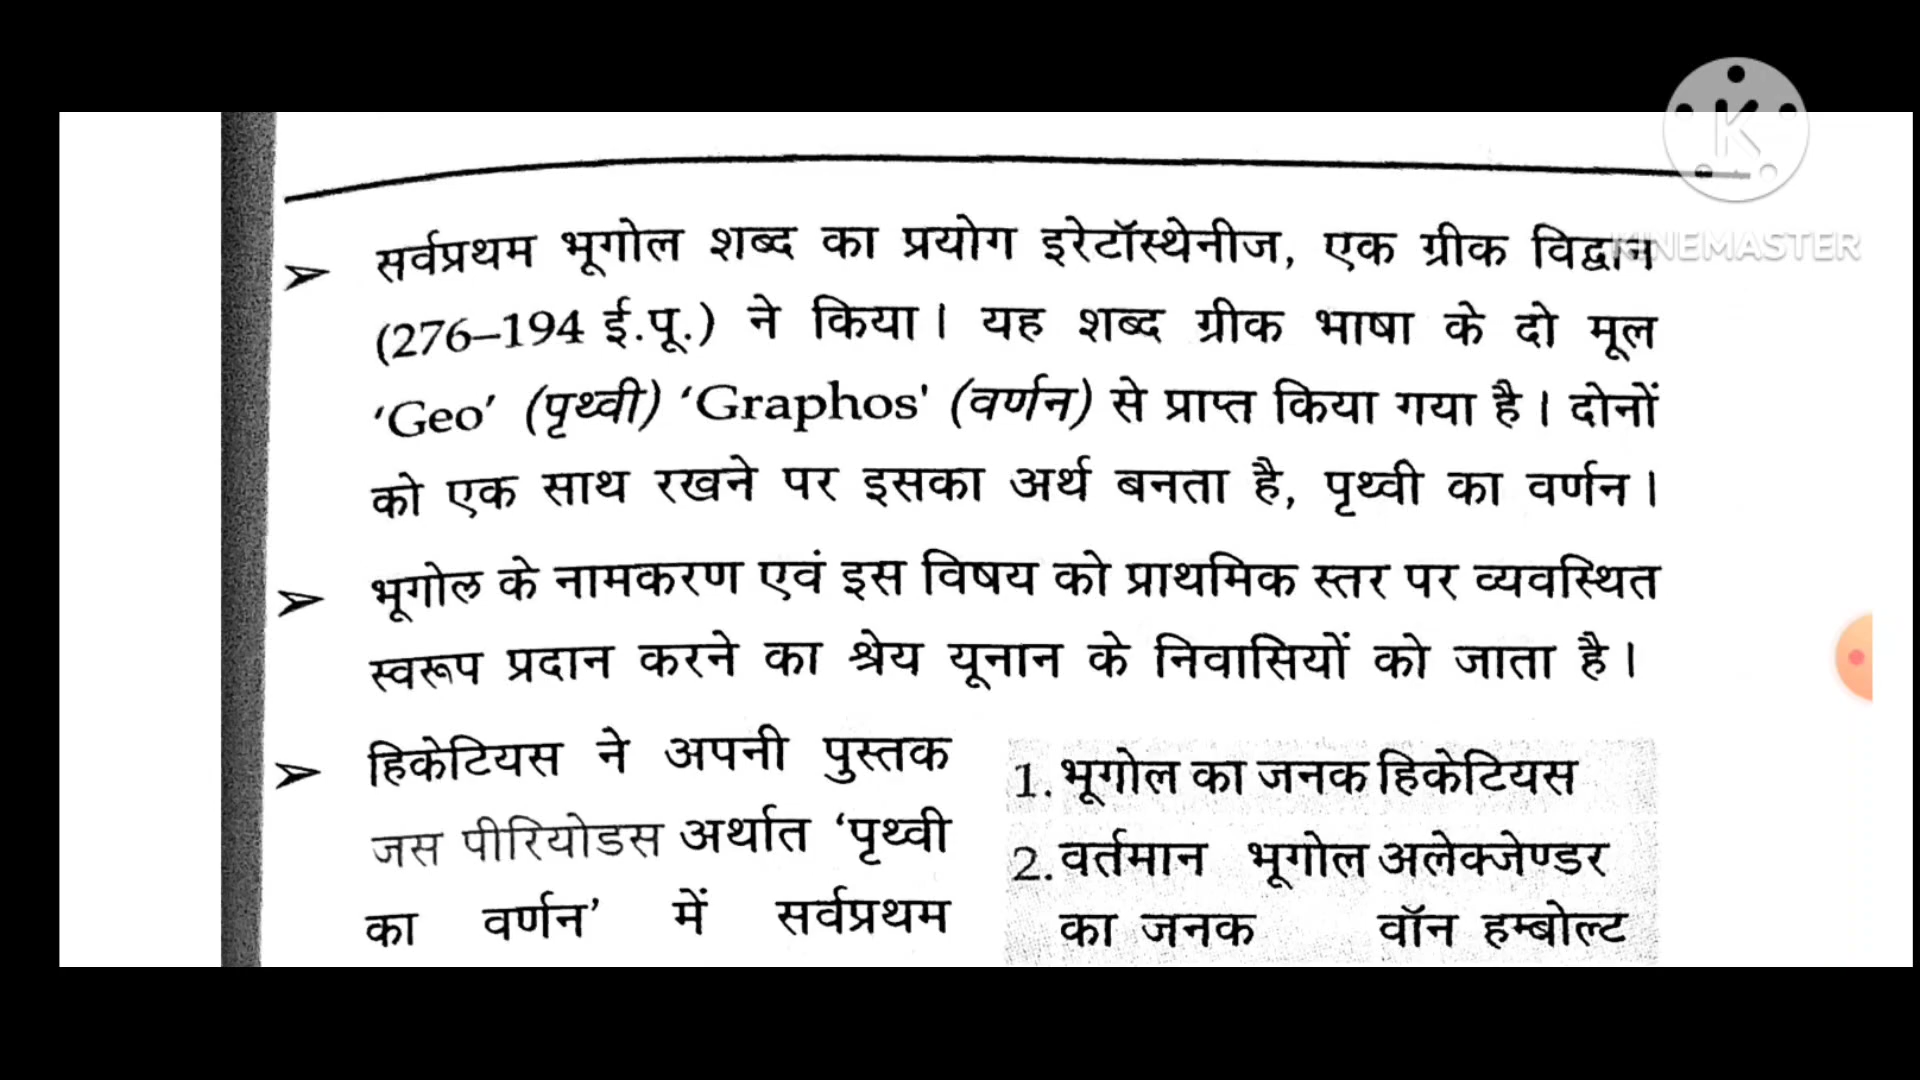 सर्वप्रथम भूगोल शब्द का प्रयोग इरेटॉस्थेनीज, एक ग्रीक विद्वान
KINEMASTER
(276–194 ई.पू.) ने किया। यह शब्द ग्रीक भाषा के दो मूल
‘Geo’ (पृथ्वी) ‘Graphos' (वर्णन) से प्राप्त किया गया है। दोनों
को एक साथ रखने पर इसका अर्थ बनता है, पृथ्वी का वर्णन।
भूगोल के नामकरण एवं इस विषय को प्राथमिक स्तर पर व्यवस्थित
स्वरूप प्रदान करने का श्रेय यूनान के निवासियों को जाता है।
हिकेटियस ने अपनी पुस्तक
जस पीरियोडस अर्थात ‘पृथ्वी
का वर्णन’ में सर्वप्रथम
1. भूगोल का जनक हिकेटियस
2. वर्तमान भूगोल अलेक्जेण्डर
का जनक वॉन हम्बोल्ट